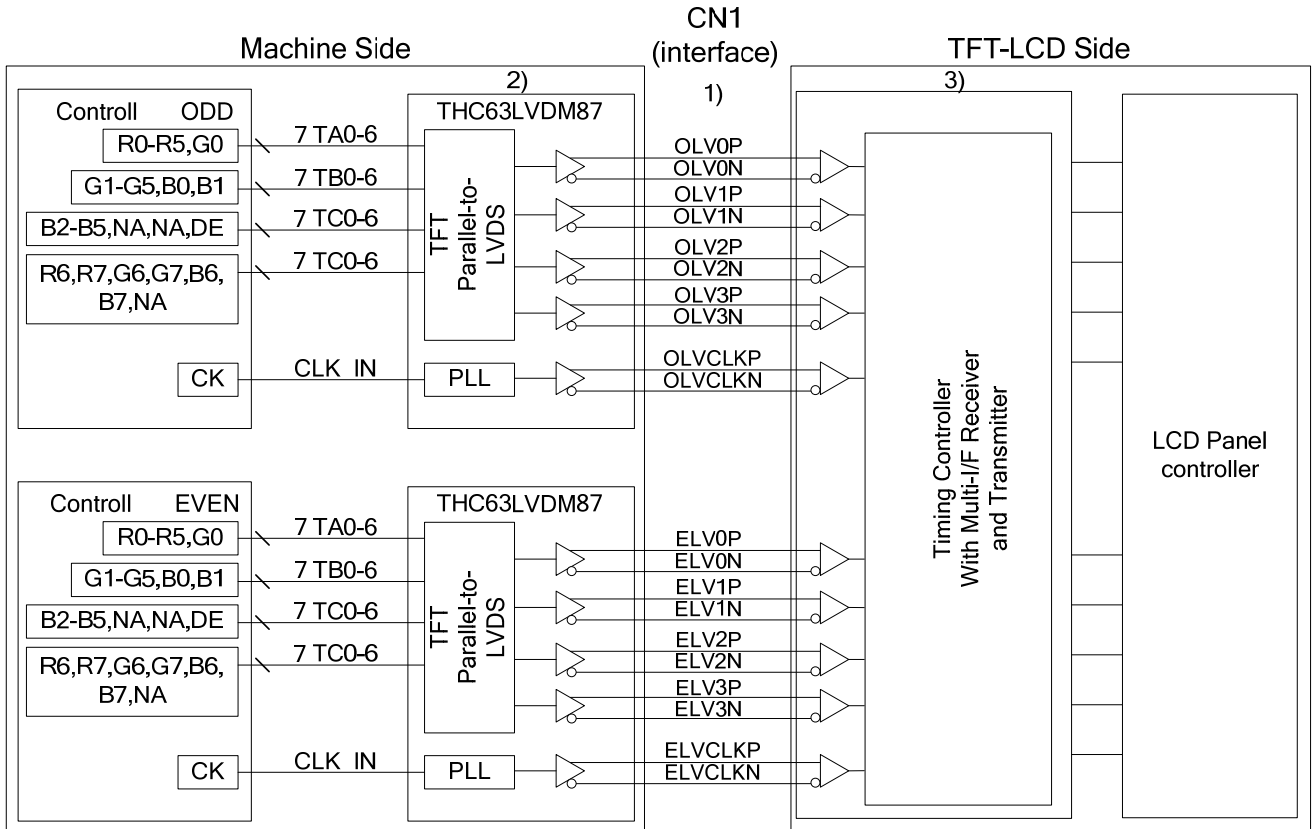 CN1
(interface)
1)
Machine Side
TFT-LCD Side
2)
3)
Controll ODD
R0-R5,G0
G1-G5,B0,B1
B2-B5,NA,NA,DE
R6,R7,G6,G7,B6,
B7,NA
CK
7 TA0-6
7 TB0-6
7 TC0-6
7 TC0-6
CLK IN
THC63LVDM87
TFT
Parallel-to-
LVDS
PLL
OLV0P
OLV0N
OLV1P
OLV1N
OLV2P
OLV2N
OLV3P
OLV3N
OLVCLKP
OLVCLKN
Controll EVEN
R0-R5,G0
G1-G5,B0,B1
B2-B5,NA,NA,DE
R6,R7,G6,G7,B6,
B7,NA
CK
7 TA0-6
7 TB0-6
7 TC0-6
7 TC0-6
CLK IN
THC63LVDM87
TFT
Parallel-to-
LVDS
PLL
ELV0P
ELV0N
ELV1P
ELV1N
ELV2P
ELV2N
ELV3P
ELV3N
ELVCLKP
ELVCLKN
Timing Controller
With Multi-I/F Receiver
and Transmitter
LCD Panel
controller